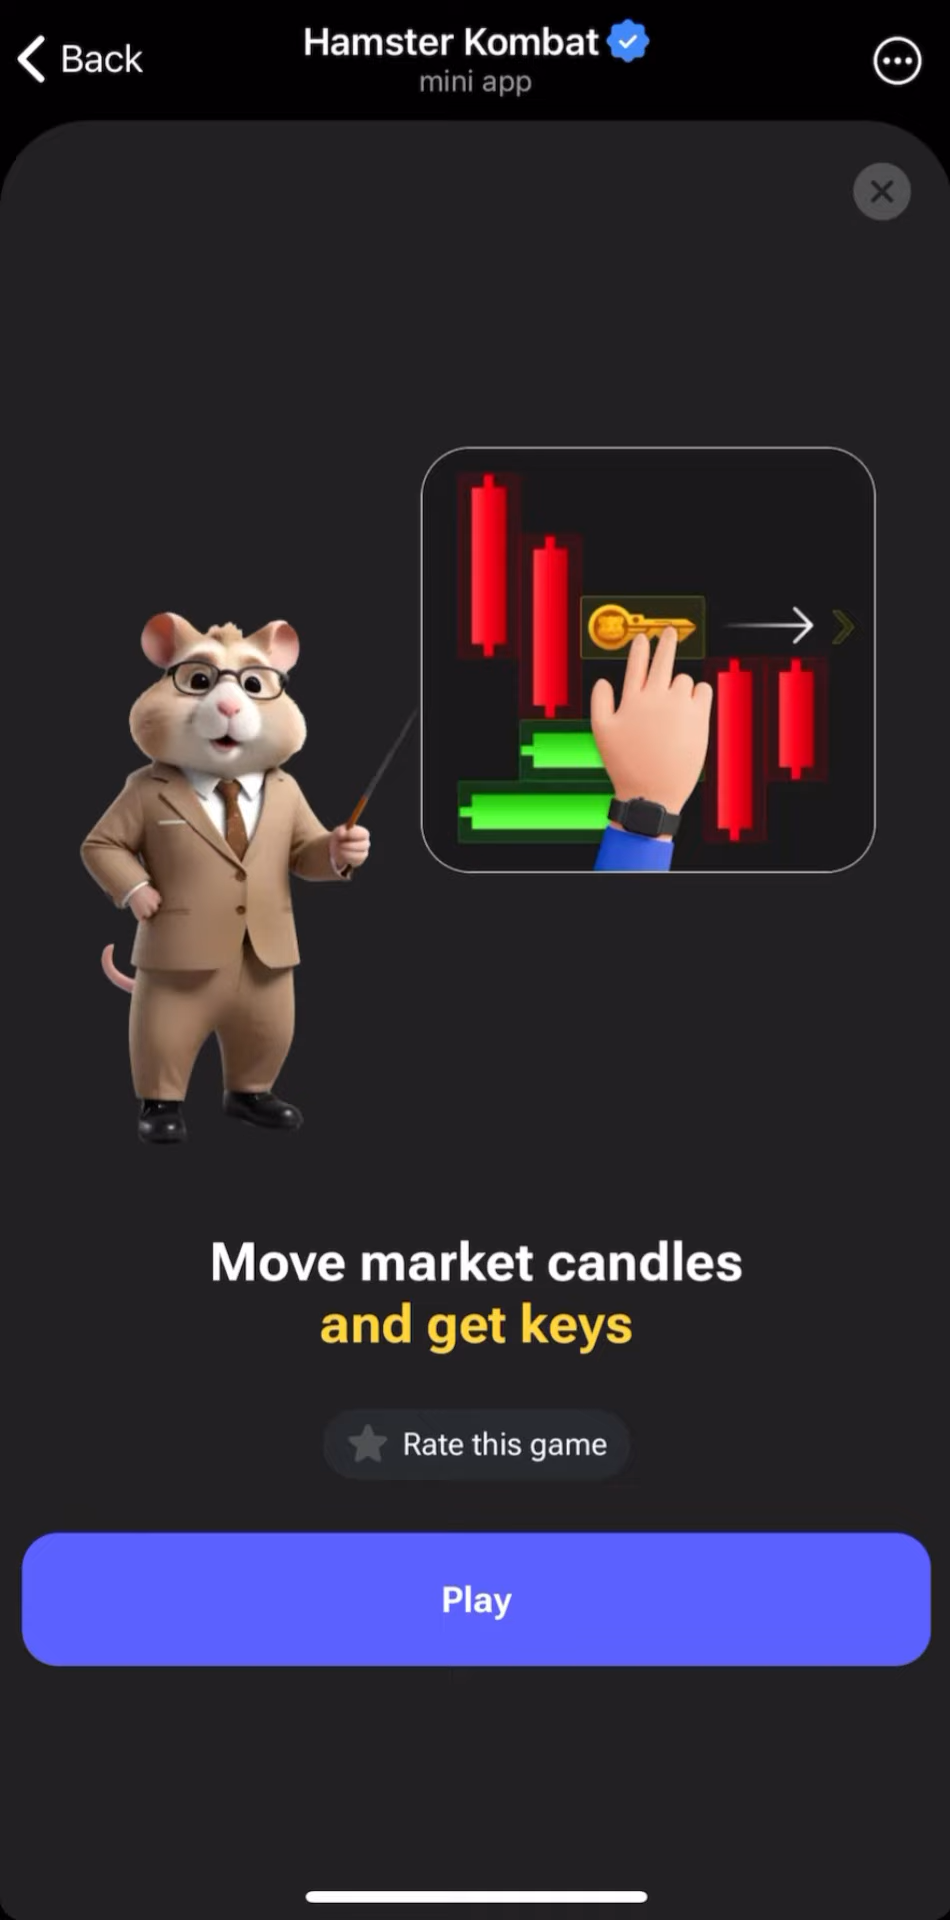 Back
Hamster Kombat
mini app
Move market candles
and get keys
Rate this game
Play